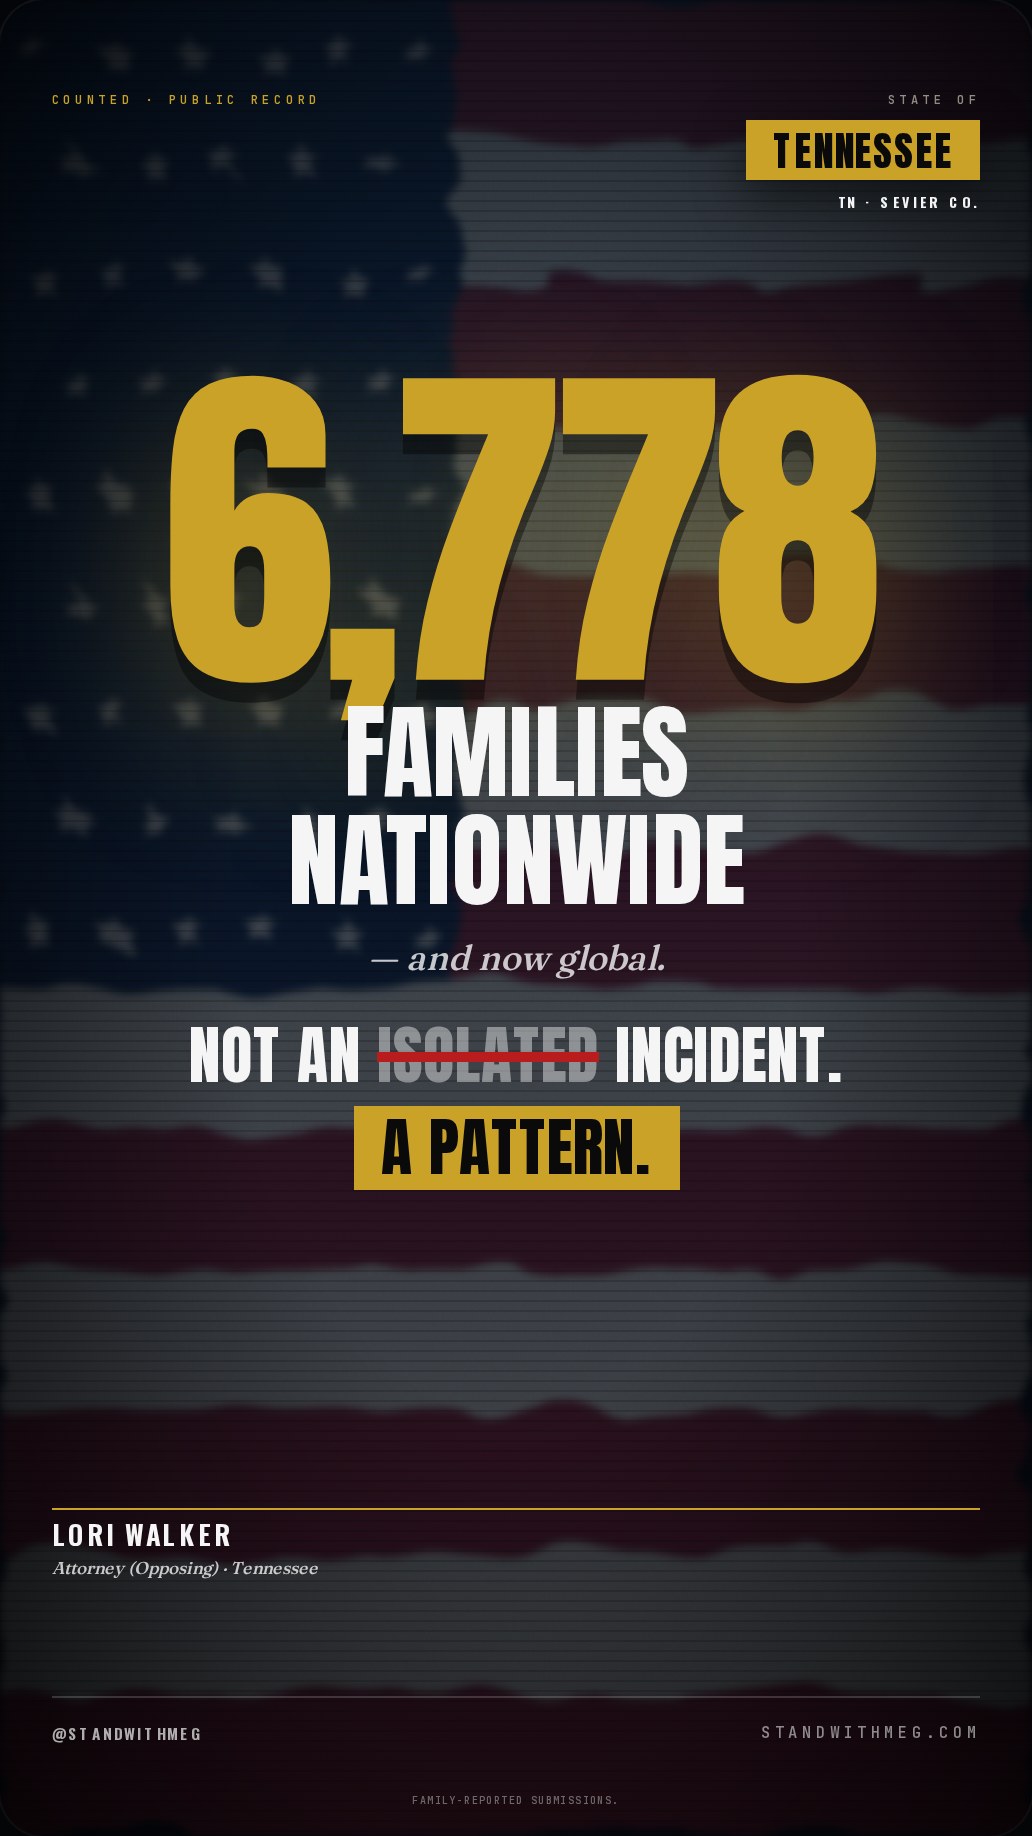 COUNTED · PUBLIC RECORD
STATE OF
TENNESSEE
TN · SEVIER CO.
6,778
FAMILIES
NATIONWIDE
— and now global.
NOT AN ISOLATED INCIDENT.
A PATTERN.
LORI WALKER
Attorney (Opposing) · Tennessee
@STANDWITHMEG
STANDWITHMEG.COM
FAMILY-REPORTED SUBMISSIONS.